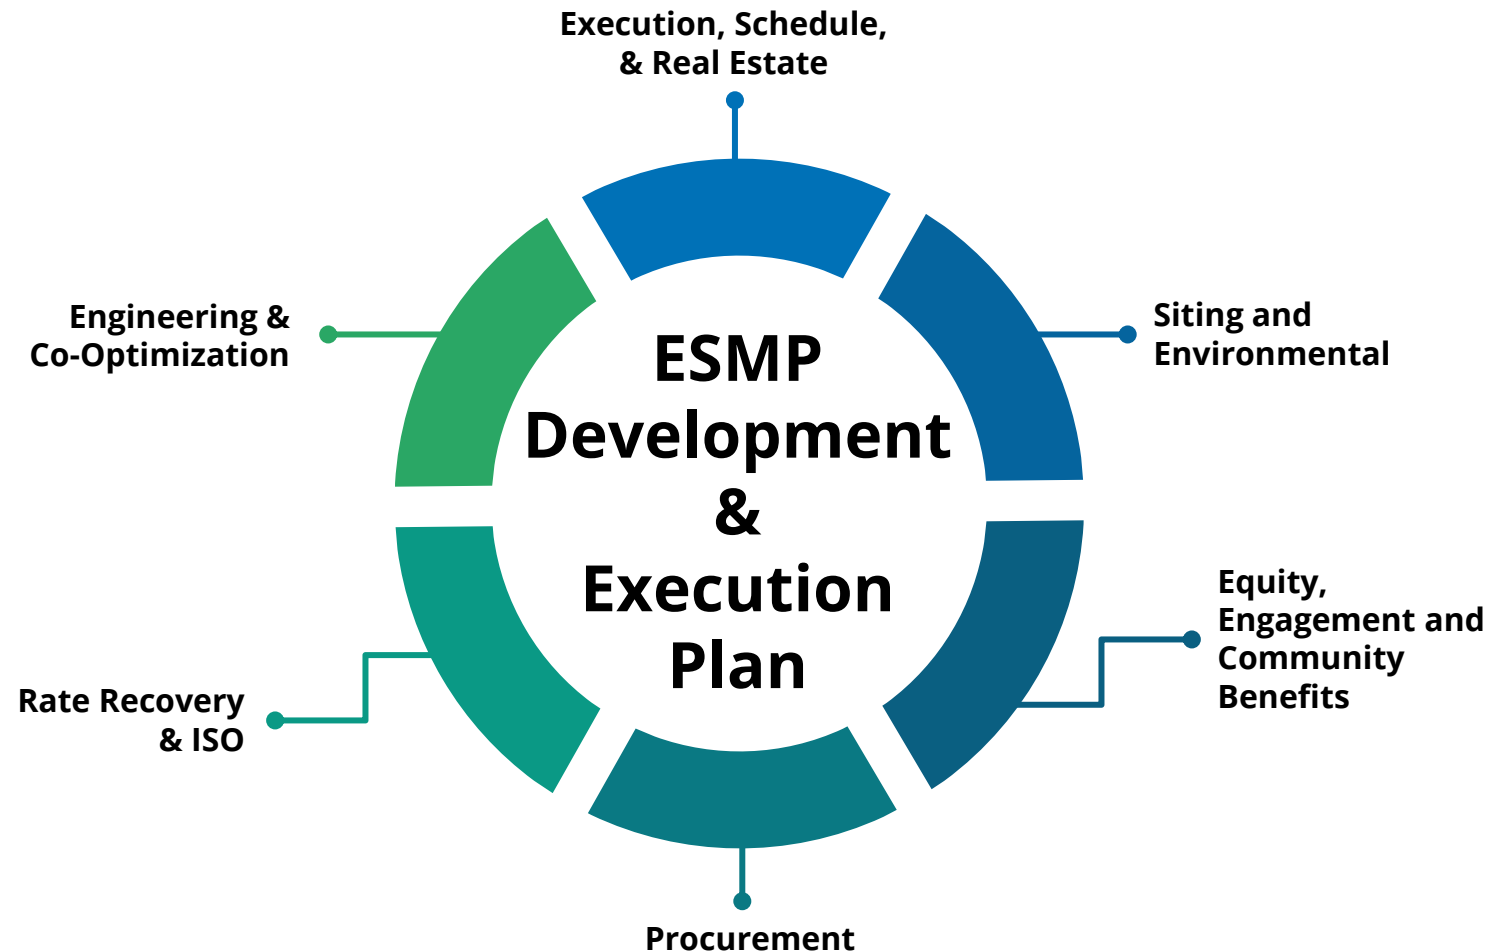 Execution, Schedule,
& Real Estate
Engineering &
Co-Optimization
Siting and
Environmental
ESMP
Development
&
Execution
Plan
Equity,
Engagement and
Community
Benefits
Rate Recovery
& ISO
Procurement